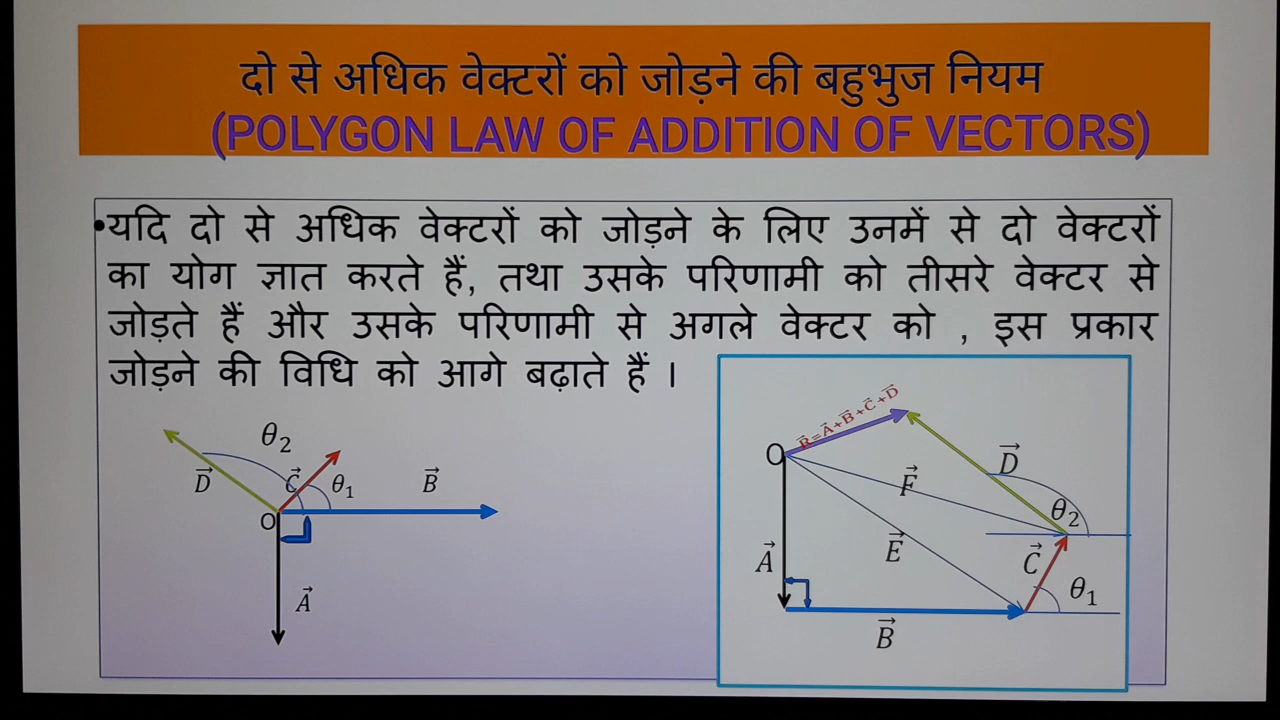 दो से अधिक वेक्टरों को जोड़ने की बहुभुज नियम
(POLYGON LAW OF ADDITION OF VECTORS)
•यदि दो से अधिक वेक्टरों को जोड़ने के लिए उनमें से दो वेक्टरों
का योग ज्ञात करते हैं, तथा उसके परिणामी को तीसरे वेक्टर से
जोड़ते हैं और उसके परिणामी से अगले वेक्टर को , इस प्रकार
जोड़ने की विधि को आगे बढ़ाते हैं ।
θ₂
D⃗
C⃗
θ₁
B⃗
O
A⃗
R⃗=A⃗+B⃗+C⃗+D⃗
O
D⃗
F⃗
θ₂
E⃗
A⃗
C⃗
θ₁
B⃗